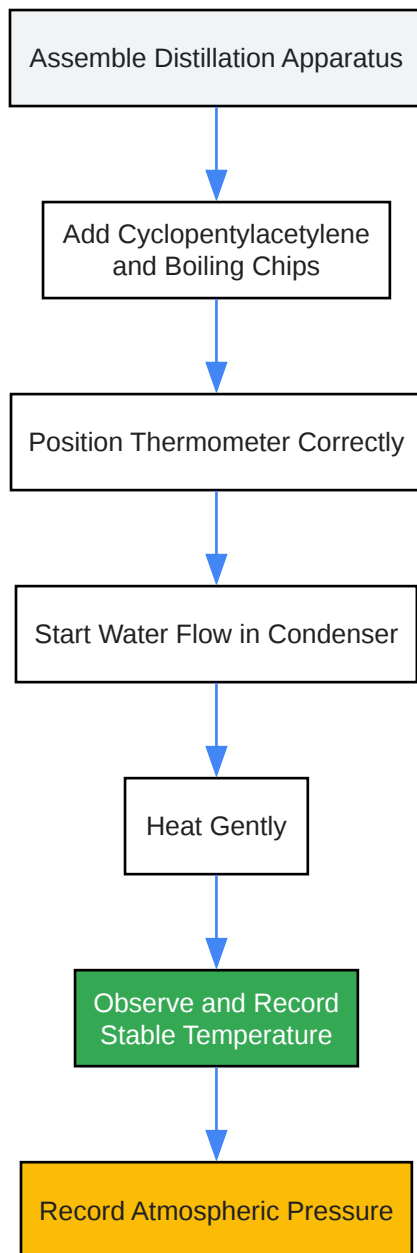 Assemble Distillation Apparatus
Add Cyclopentylacetylene
and Boiling Chips
Position Thermometer Correctly
Start Water Flow in Condenser
Heat Gently
Observe and Record
Stable Temperature
Record Atmospheric Pressure